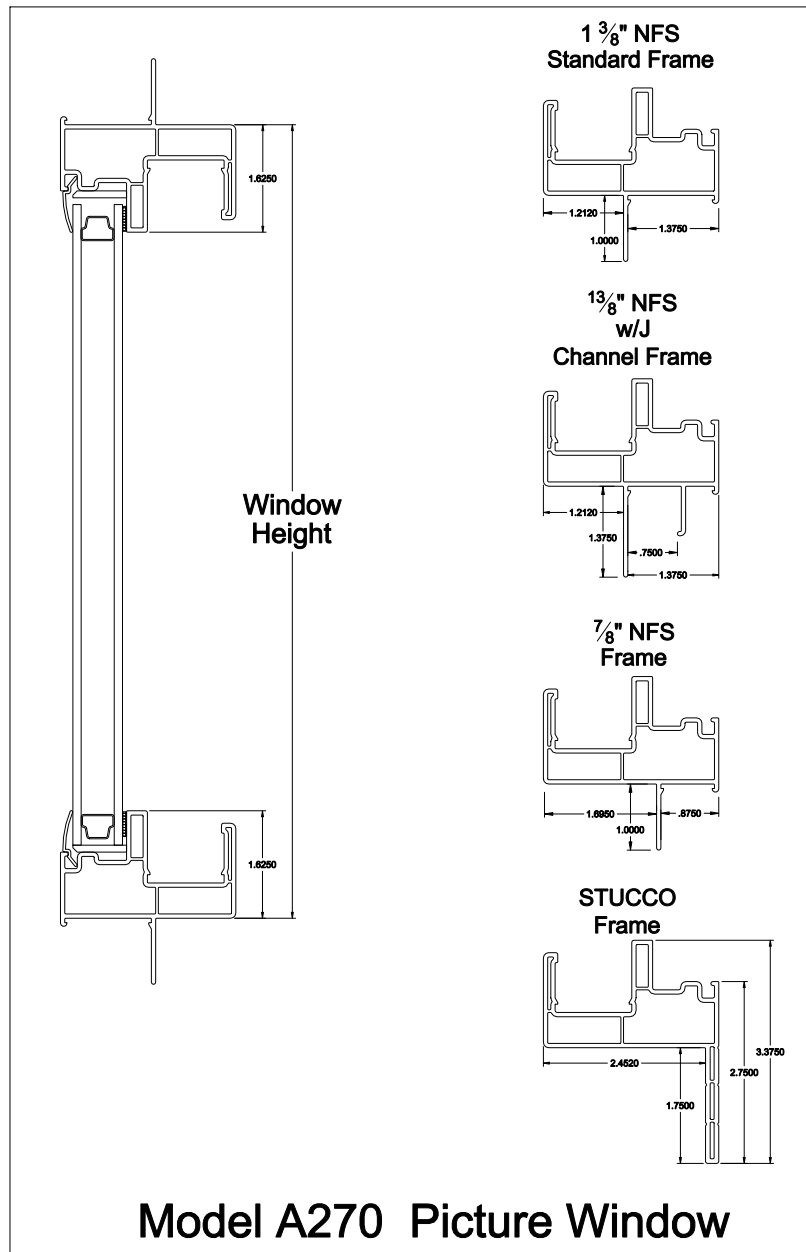 1 3⁄8" NFS
Standard Frame
1.6250
1.2120
1.0000
1.3750
13⁄8" NFS
w/J
Channel Frame
Window
Height
1.2120
1.3750
.7500
1.3750
7⁄8" NFS
Frame
1.6250
1.6950
1.0000
.8750
STUCCO
Frame
3.3750
2.4520
2.7500
1.7500
Model A270 Picture Window